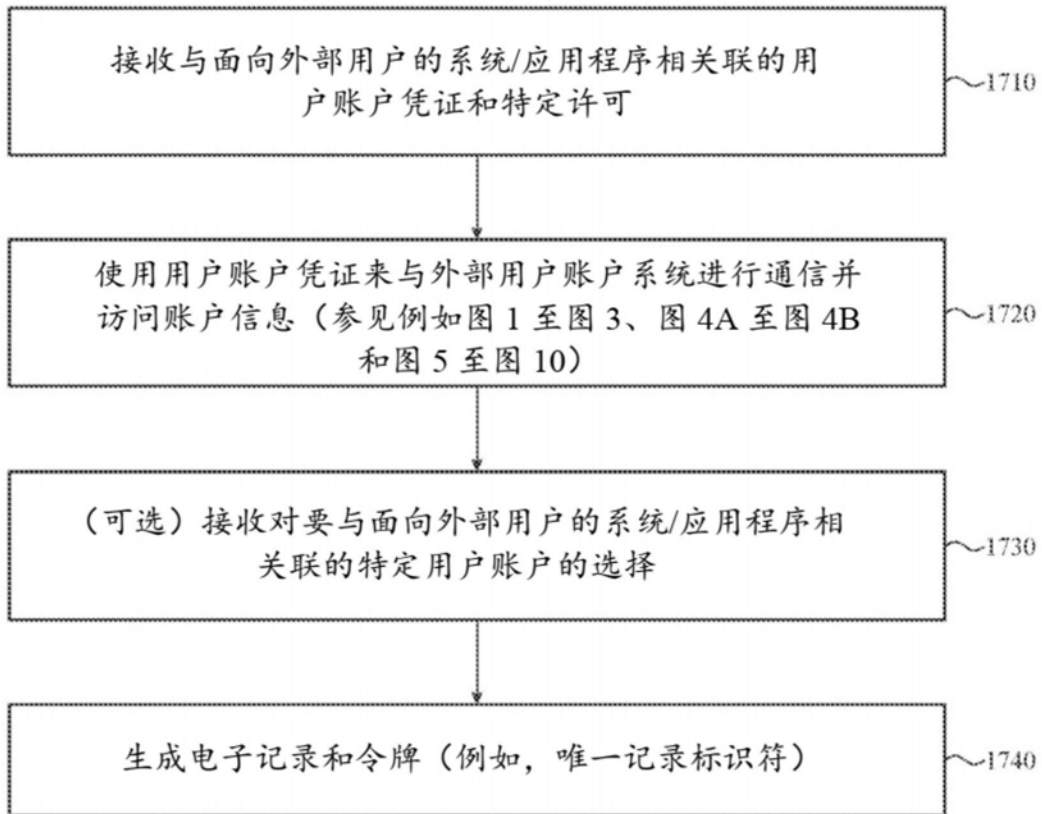 接收与面向外部用户的系统/应用程序相关联的用
户账户凭证和特定许可
1710
使用用户账户凭证来与外部用户账户系统进行通信并
访问账户信息（参见例如图 1 至图 3、图 4A 至图 4B
和图 5 至图 10）
1720
（可选）接收对要与面向外部用户的系统/应用程序相
关联的特定用户账户的选择
1730
生成电子记录和令牌（例如，唯一记录标识符）
1740